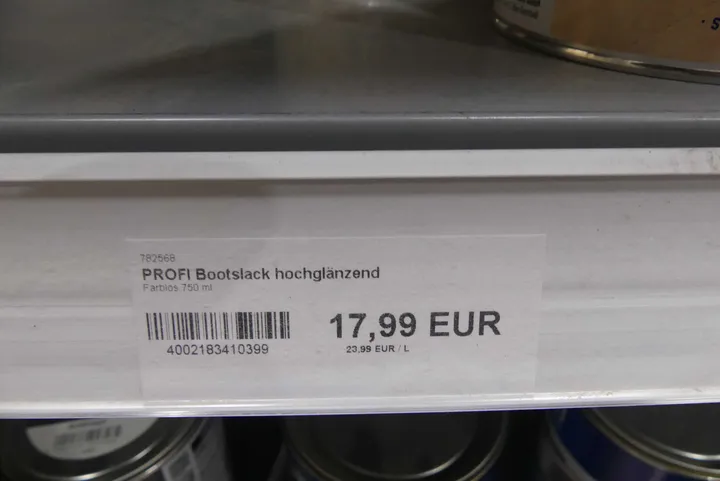 782568
PROFI Bootslack hochglänzend
Farblos 750 ml
4002183410399
17,99 EUR
23.99 EUR / L